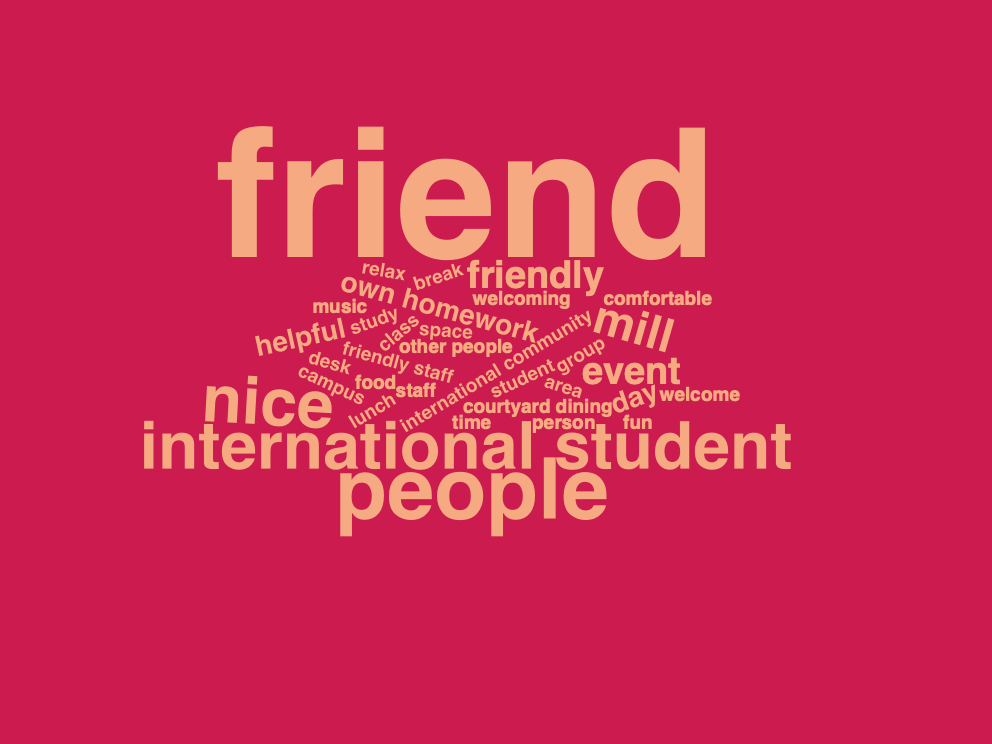 friend
relax
break
friendly
own homework
welcoming
comfortable
music
study
class
space
mill
helpful
other people
international community
friendly staff
desk
student group
event
campus
food
staff
area
day
welcome
nice
lunch
courtyard dining
time
person
fun
international student
people